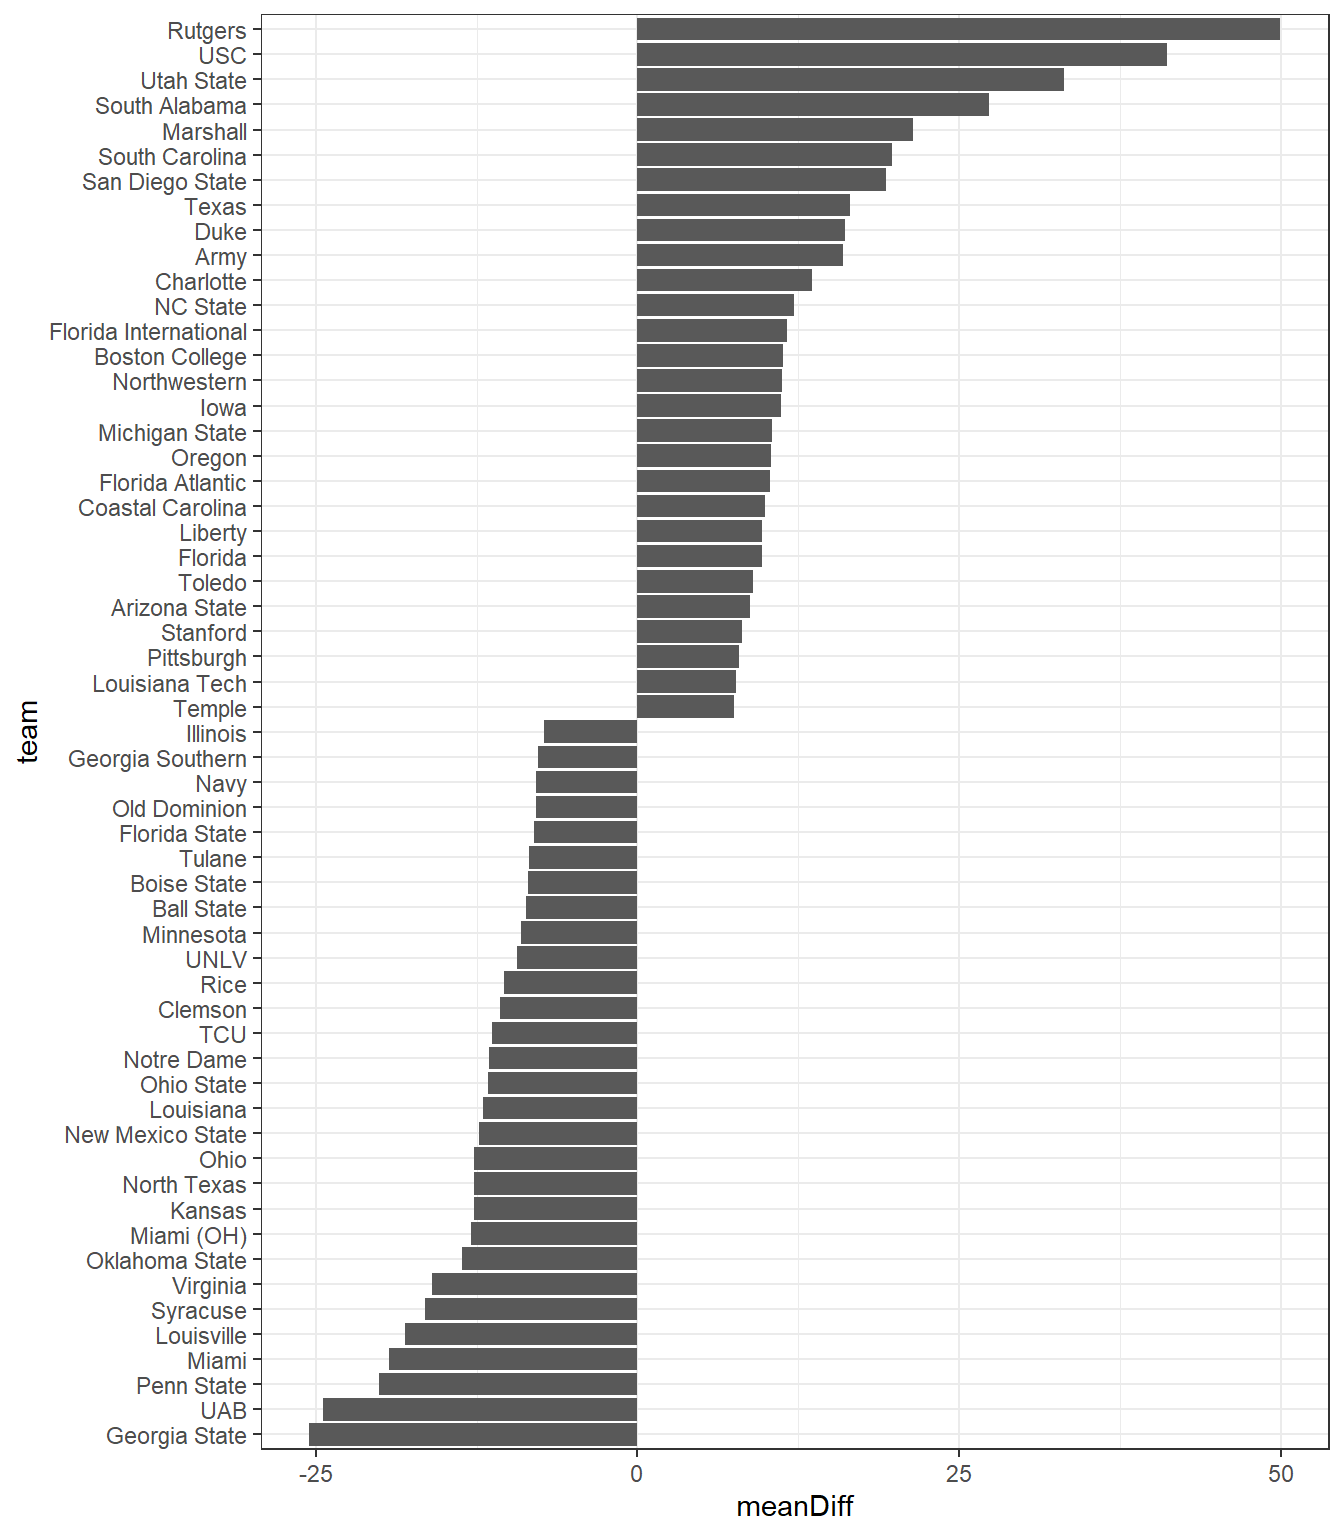 Rutgers
USC
Utah State
South Alabama
Marshall
South Carolina
San Diego State
Texas
Duke
Army
Charlotte
NC State
Florida International
Boston College
Northwestern
Iowa
Michigan State
Oregon
Florida Atlantic
Coastal Carolina
Liberty
Florida
Toledo
Arizona State
Stanford
Pittsburgh
Louisiana Tech
Temple
Illinois
Georgia Southern
Navy
Old Dominion
Florida State
Tulane
Boise State
Ball State
Minnesota
UNLV
Rice
Clemson
TCU
Notre Dame
Ohio State
Louisiana
New Mexico State
Ohio
North Texas
Kansas
Miami (OH)
Oklahoma State
Virginia
Syracuse
Louisville
Miami
Penn State
UAB
Georgia State
team
-25 0 25 50
meanDiff